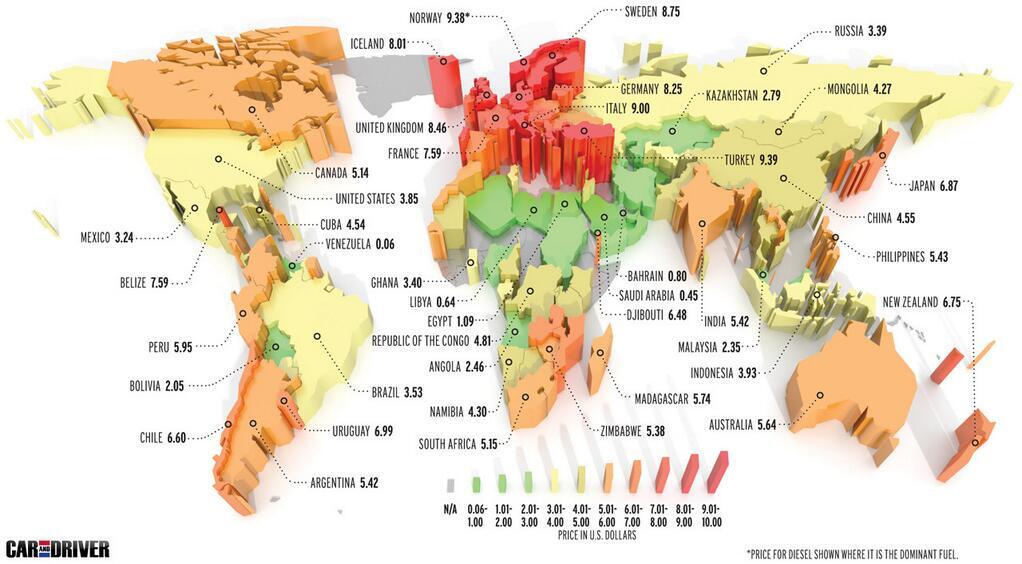 NORWAY 9.38*
SWEDEN 8.75
ICELAND 8.01
RUSSIA 3.39
GERMANY 8.25
KAZAKHSTAN 2.79
MONGOLIA 4.27
ITALY 9.00
UNITED KINGDOM 8.46
FRANCE 7.59
TURKEY 9.39
CANADA 5.14
JAPAN 6.87
UNITED STATES 3.85
CHINA 4.55
CUBA 4.54
MEXICO 3.24
VENEZUELA 0.06
PHILIPPINES 5.43
BELIZE 7.59
GHANA 3.40
BAHRAIN 0.80
LIBYA 0.64
SAUDI ARABIA 0.45
NEW ZEALAND 6.75
EGYPT 1.09
DJIBOUTI 6.48
INDIA 5.42
REPUBLIC OF THE CONGO 4.81
PERU 5.95
MALAYSIA 2.35
ANGOLA 2.46
INDONESIA 3.93
BOLIVIA 2.05
BRAZIL 3.53
MADAGASCAR 5.74
NAMIBIA 4.30
AUSTRALIA 5.64
CHILE 6.60
URUGUAY 6.99
ZIMBABWE 5.38
SOUTH AFRICA 5.15
ARGENTINA 5.42
N/A 0.06-1.00 1.01-2.00 2.01-3.00 3.01-4.00 4.01-5.00 5.01-6.00 6.01-7.00 7.01-8.00 8.01-9.00 9.01-10.00
PRICE IN U.S. DOLLARS
CAR AND DRIVER
*PRICE FOR DIESEL SHOWN WHERE IT IS THE DOMINANT FUEL.